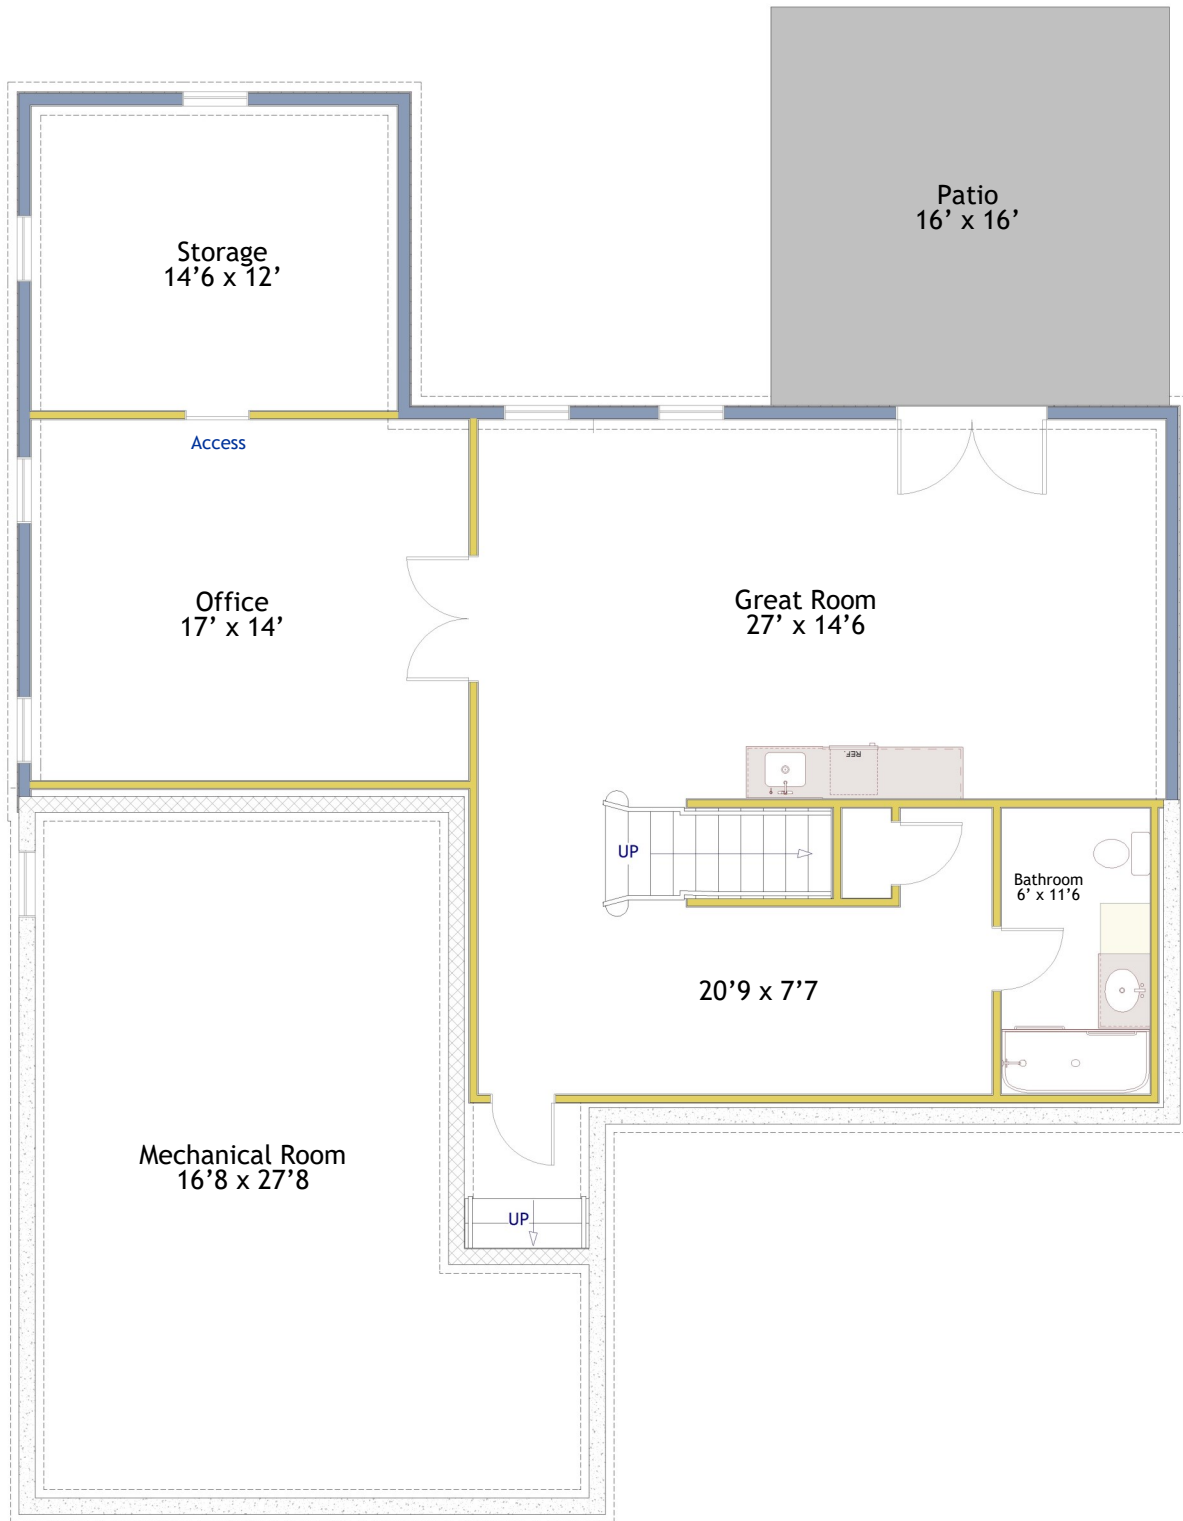 Patio
16’ x 16’
Storage
14’6 x 12’
Access
Office
17’ x 14’
Great Room
27’ x 14’6
REF.
UP
Bathroom
6’ x 11’6
20’9 x 7’7
Mechanical Room
16’8 x 27’8
UP